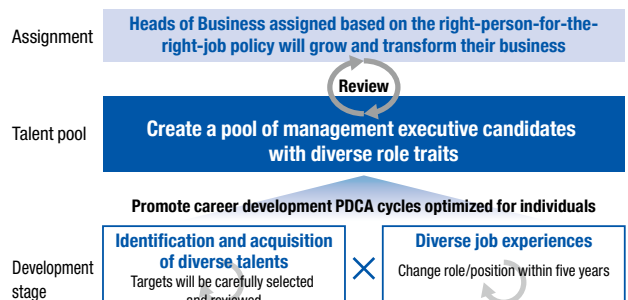 Assignment
Heads of Business assigned based on the right-person-for-the-
right-job policy will grow and transform their business
Review
Talent pool
Create a pool of management executive candidates
with diverse role traits
Promote career development PDCA cycles optimized for individuals
Development
stage
Identification and acquisition
of diverse talents
Targets will be carefully selected
and reviewed
×
Diverse job experiences
Change role/position within five years